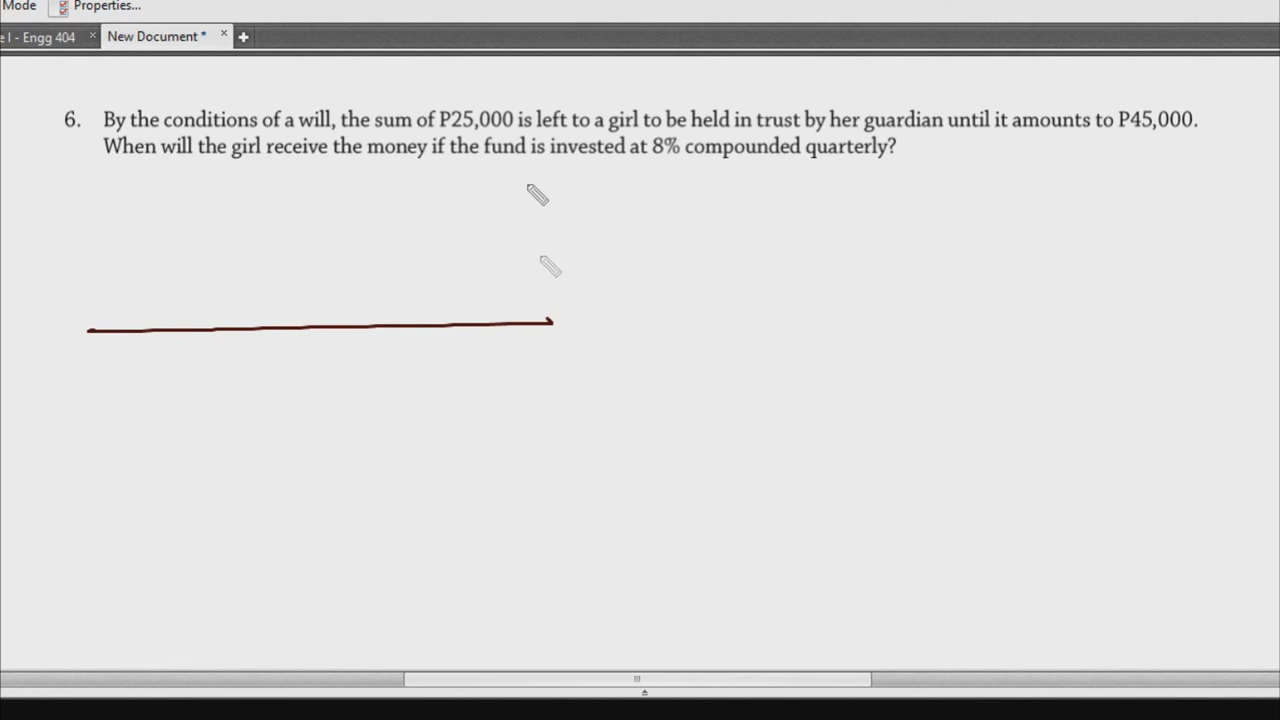 Mode Properties...
e I - Engg 404 New Document *
6. By the conditions of a will, the sum of P25,000 is left to a girl to be held in trust by her guardian until it amounts to P45,000.
When will the girl receive the money if the fund is invested at 8% compounded quarterly?